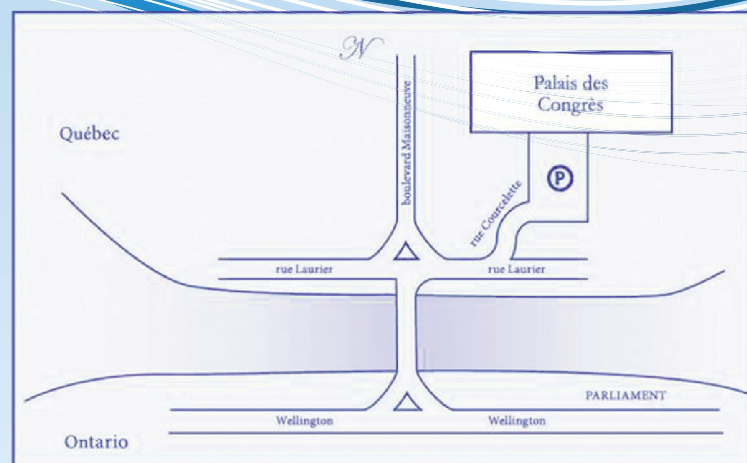 N
Palais des
Congrès
boulevard Maisonneuve
Québec
P
rue Courcelette
rue Laurier
rue Laurier
PARLIAMENT
Wellington
Wellington
Ontario